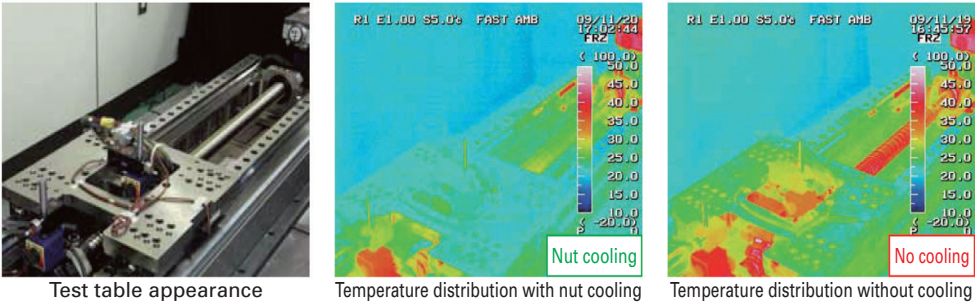 R1 E1.00 S5.0% FAST AMB 09/11/20
17:02:44
FRZ
( 100.0)
50.0
45.0
40.0
35.0
30.0
25.0
20.0
15.0
10.0
( -20.0)
P 0
Nut cooling
R1 E1.00 S5.0% FAST AMB 09/11/19
16:45:57
FRZ
( 100.0)
50.0
45.0
40.0
35.0
30.0
25.0
20.0
15.0
10.0
( -20.0)
P 0
No cooling
Test table appearance
Temperature distribution with nut cooling
Temperature distribution without cooling